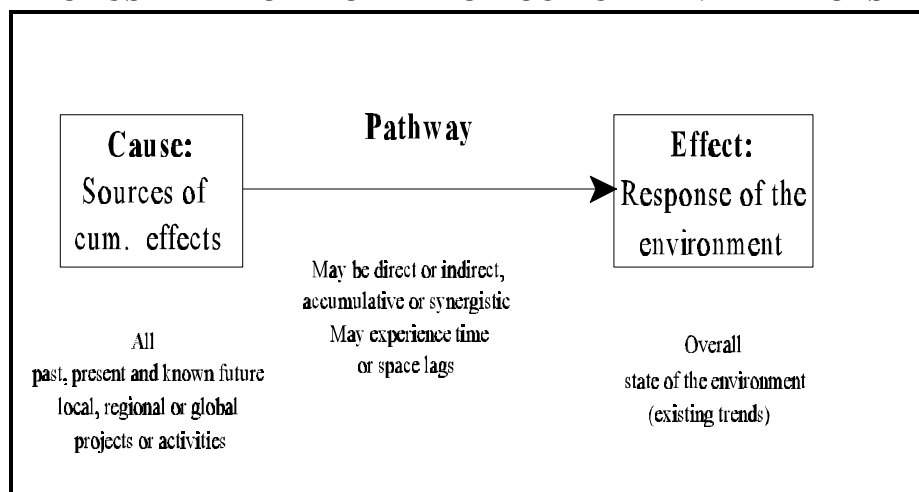 Pathway
Cause:
Sources of
cum. effects
Effect:
Response of the
environment
May be direct or indirect,
accumulative or synergistic
May experience time
or space lags
All
past, present and known future
local, regional or global
projects or activities
Overall
state of the environment
(existing trends)